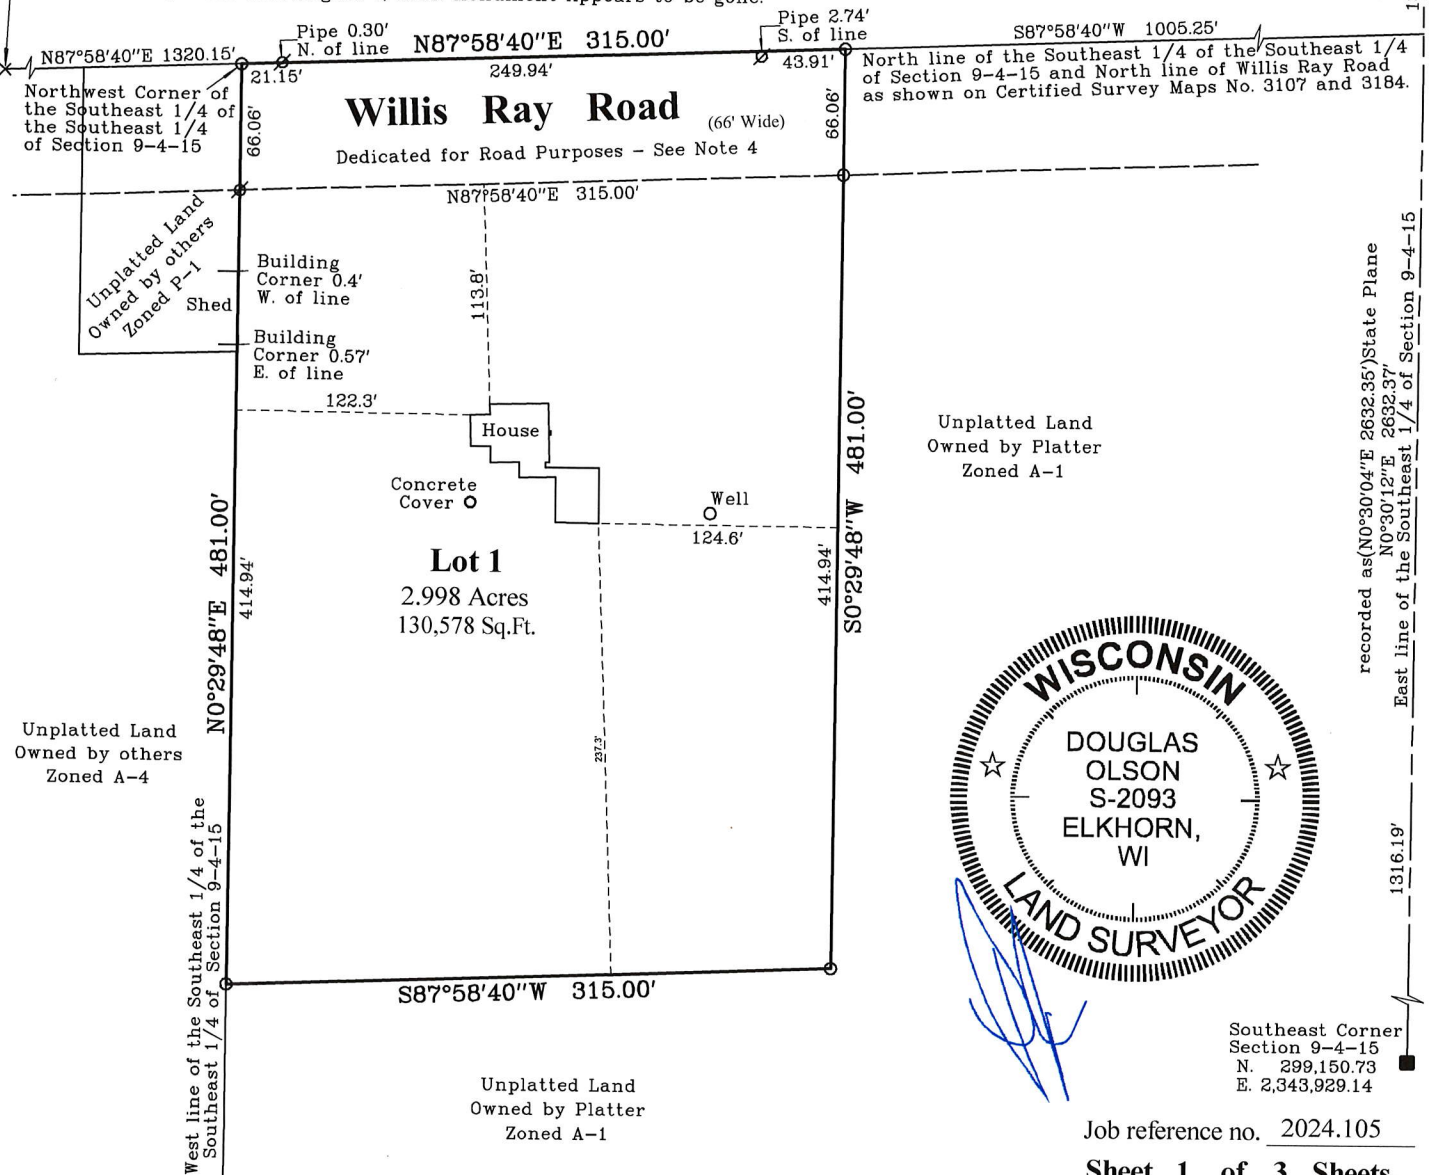 Pipe 0.30'
N. of line
Pipe 2.74'
S. of line
N87°58'40"E 1320.15'
N87°58'40"E 315.00'
S87°58'40"W 1005.25'
21.15'
249.94'
43.91'
Northwest Corner of
the Southeast 1/4 of
the Southeast 1/4
of Section 9-4-15
66.06'
Willis Ray Road
(66' Wide)
Dedicated for Road Purposes - See Note 4
66.06'
North line of the Southeast 1/4 of the Southeast 1/4
of Section 9-4-15 and North line of Willis Ray Road
as shown on Certified Survey Maps No. 3107 and 3184.
N87°58'40"E 315.00'
Unplatted Land
Owned by others
Zoned P-1
Shed
Building
Corner 0.4'
W. of line
Building
Corner 0.57'
E. of line
113.8'
122.3'
House
Concrete
Cover
Well
124.6'
Lot 1
2.998 Acres
130,578 Sq.Ft.
N0°29'48"E 481.00'
414.94'
414.94'
S0°29'48"W 481.00'
237.3'
Unplatted Land
Owned by Platter
Zoned A-1
recorded as(N0°30'04"E 2632.35')State Plane
N0°30'12"E 2632.37'
East line of the Southeast 1/4 of Section 9-4-15
1316.19'
Unplatted Land
Owned by others
Zoned A-4
West line of the Southeast 1/4 of the
Southeast 1/4 of Section 9-4-15
S87°58'40"W 315.00'
Unplatted Land
Owned by Platter
Zoned A-1
WISCONSIN
DOUGLAS
OLSON
S-2093
ELKHORN,
WI
LAND SURVEYOR
Southeast Corner
Section 9-4-15
N. 299,150.73
E. 2,343,929.14
Job reference no. 2024.105
Sheet 1 of 3 Sheets